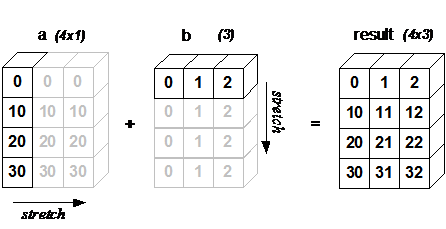 a (4x1) b (3) result (4x3)
0 0 0 0 1 2 0 1 2
10 10 10 0 1 2 10 11 12
20 20 20 0 1 2 20 21 22
30 30 30 0 1 2 30 31 32
+ =
stretch
stretch